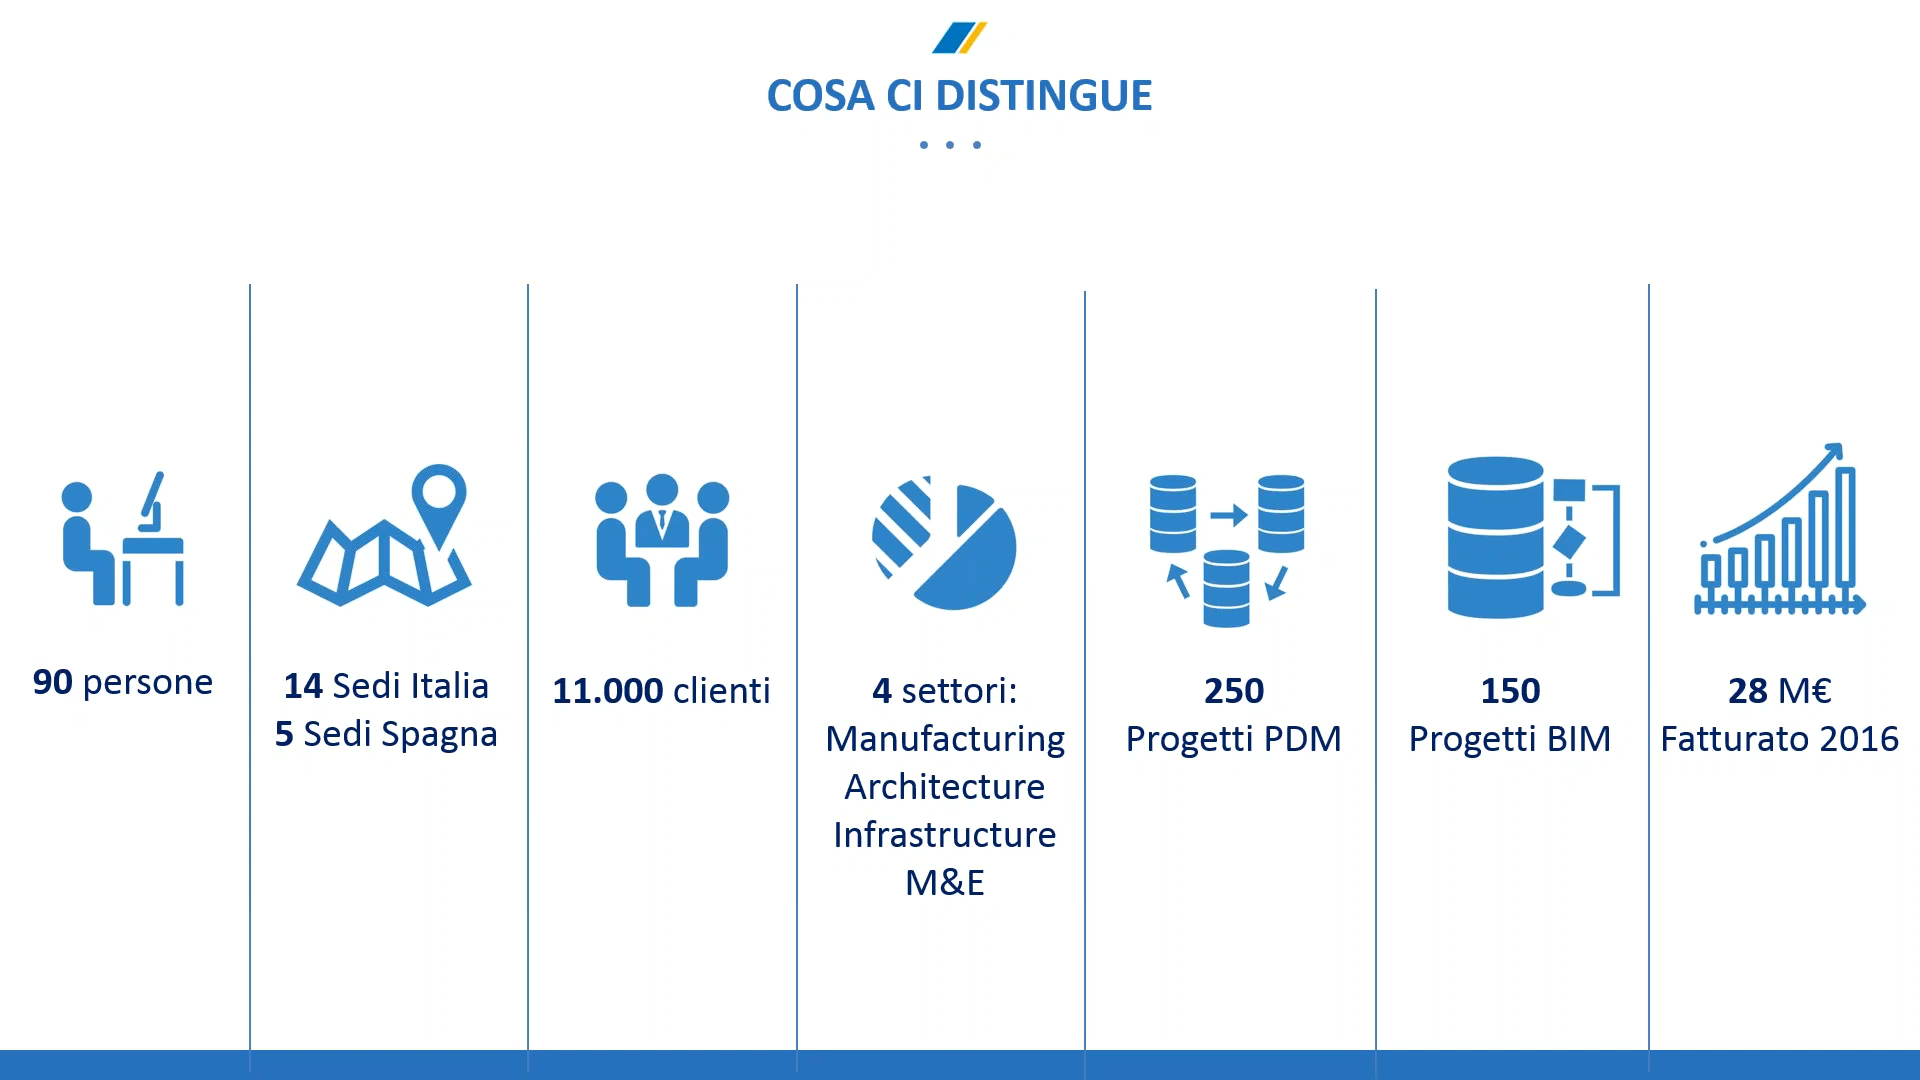 COSA CI DISTINGUE
90 persone
14 Sedi Italia
5 Sedi Spagna
11.000 clienti
4 settori:
Manufacturing
Architecture
Infrastructure
M&E
250
Progetti PDM
150
Progetti BIM
28 M€
Fatturato 2016